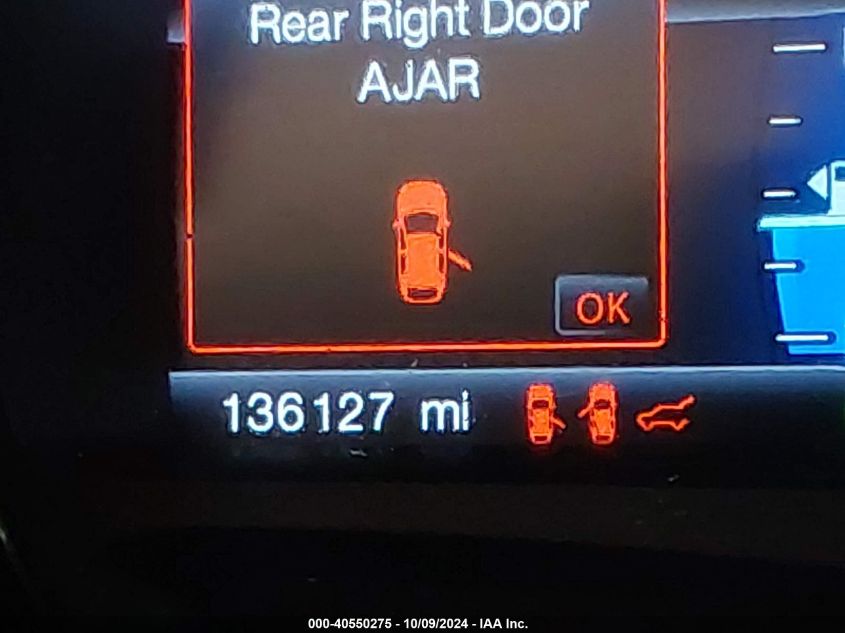 Rear Right Door
AJAR
OK
136127 mi
000-40550275 - 10/09/2024 - IAA Inc.